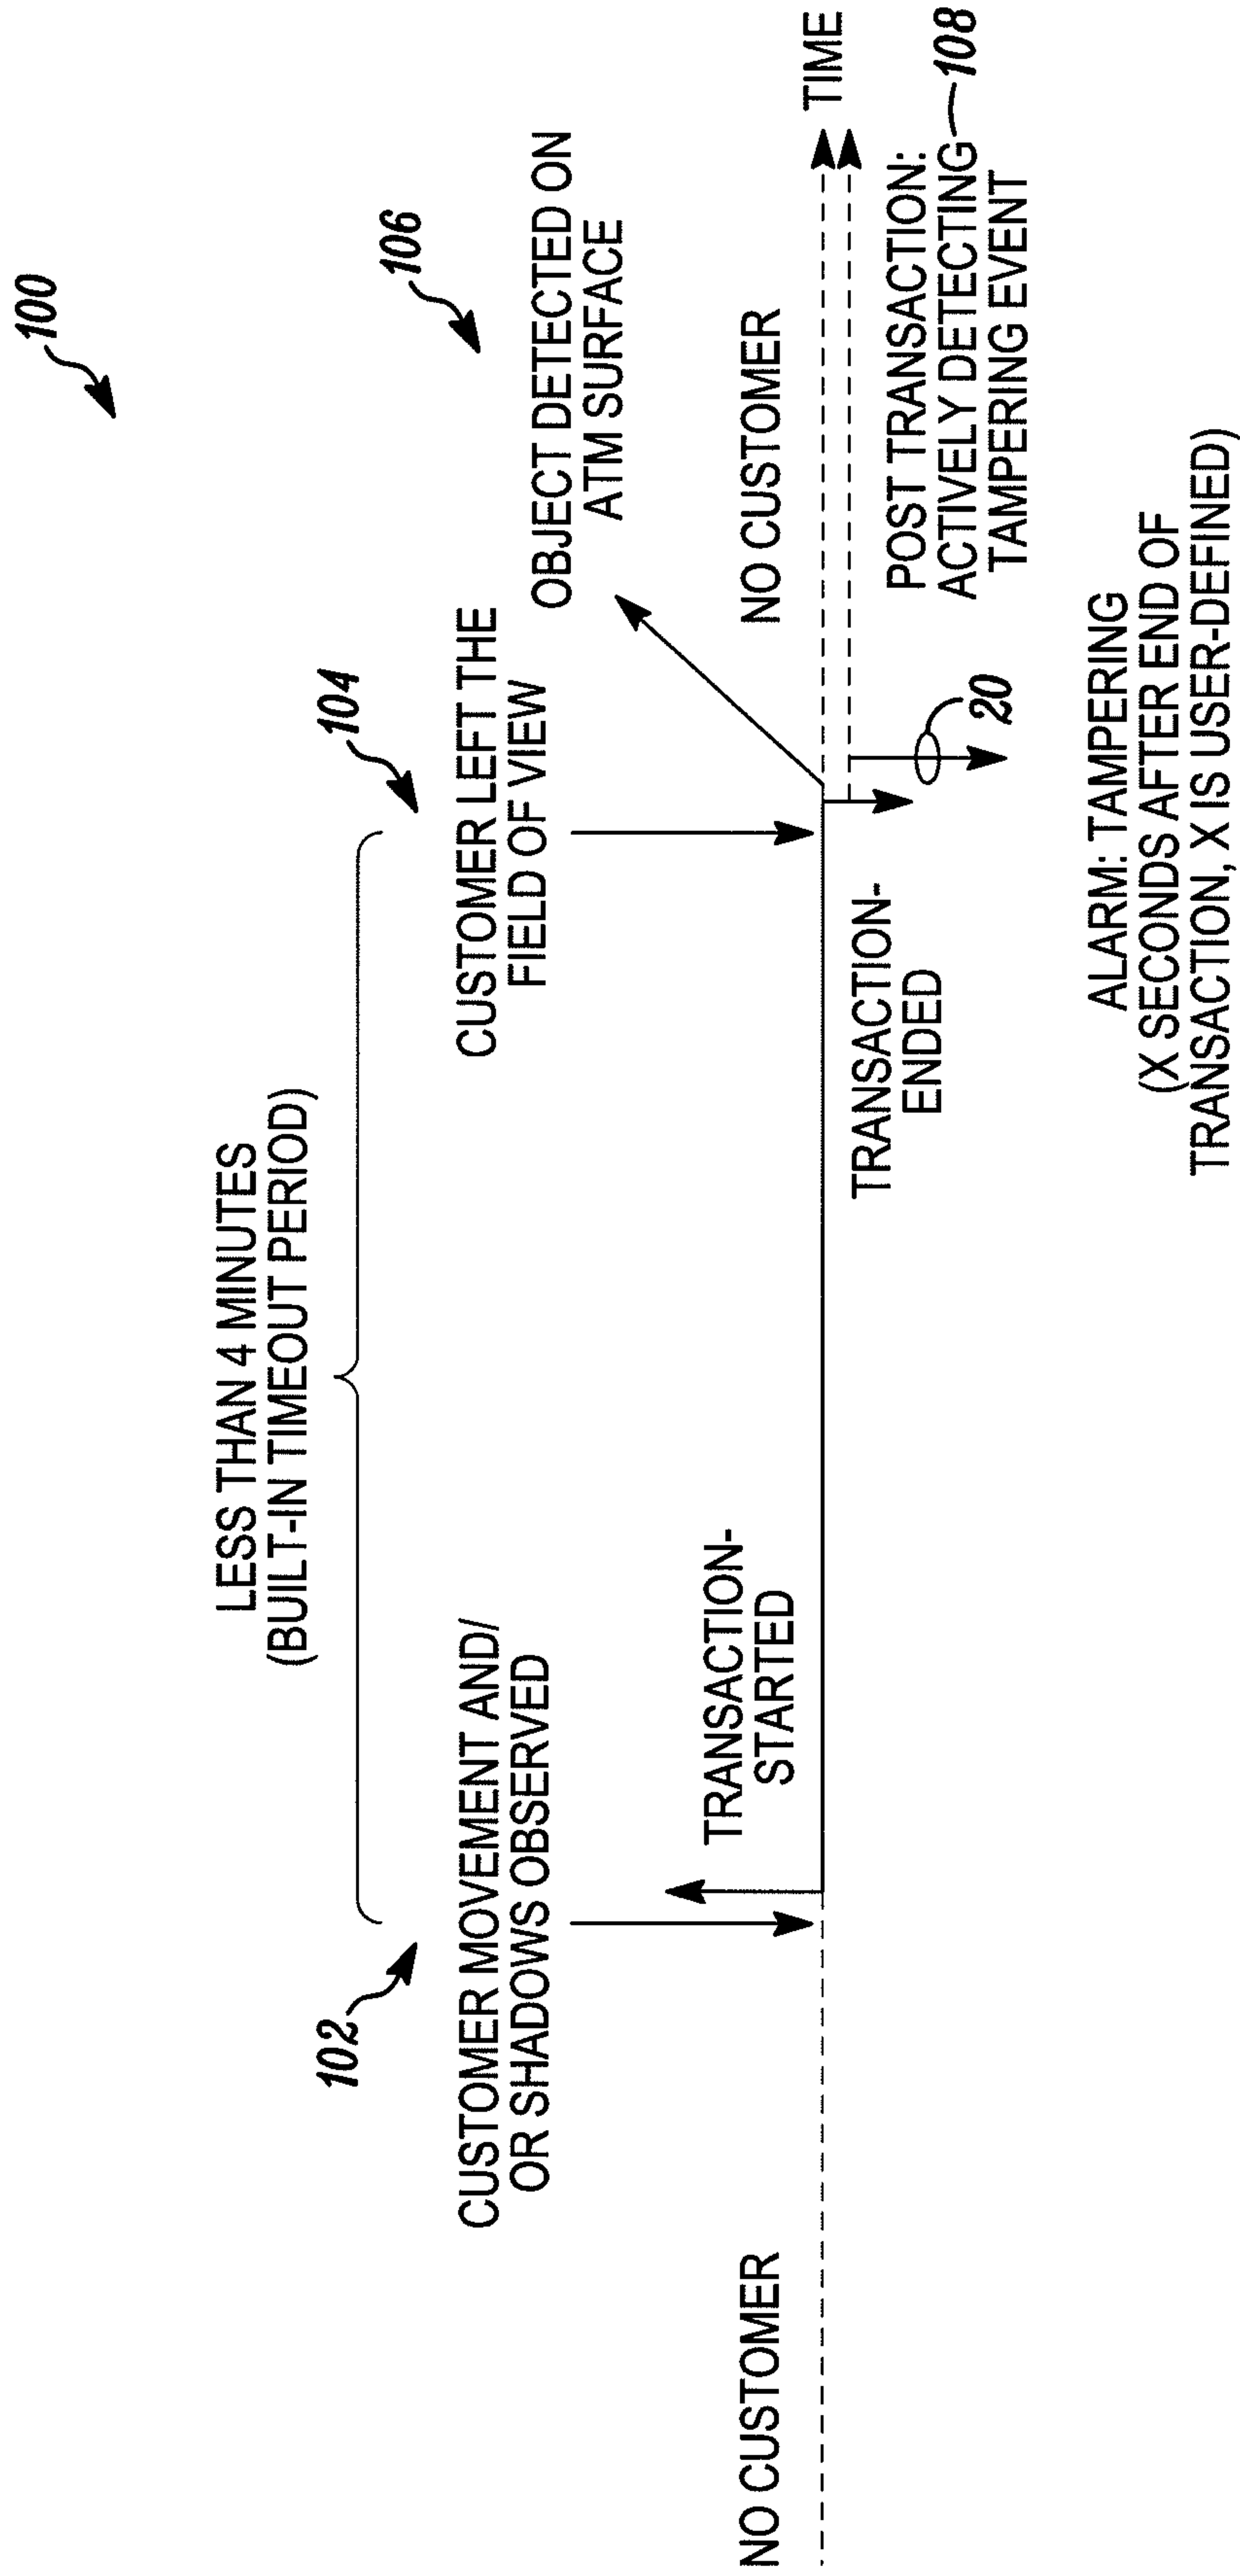 100
LESS THAN 4 MINUTES
(BUILT-IN TIMEOUT PERIOD)
102
104
106
CUSTOMER MOVEMENT AND/
OR SHADOWS OBSERVED
CUSTOMER LEFT THE
FIELD OF VIEW
OBJECT DETECTED ON
ATM SURFACE
NO CUSTOMER
TRANSACTION-
STARTED
NO CUSTOMER
TIME
TRANSACTION-
ENDED
20
POST TRANSACTION:
ACTIVELY DETECTING
TAMPERING EVENT
108
ALARM: TAMPERING
(X SECONDS AFTER END OF
TRANSACTION, X IS USER-DEFINED)